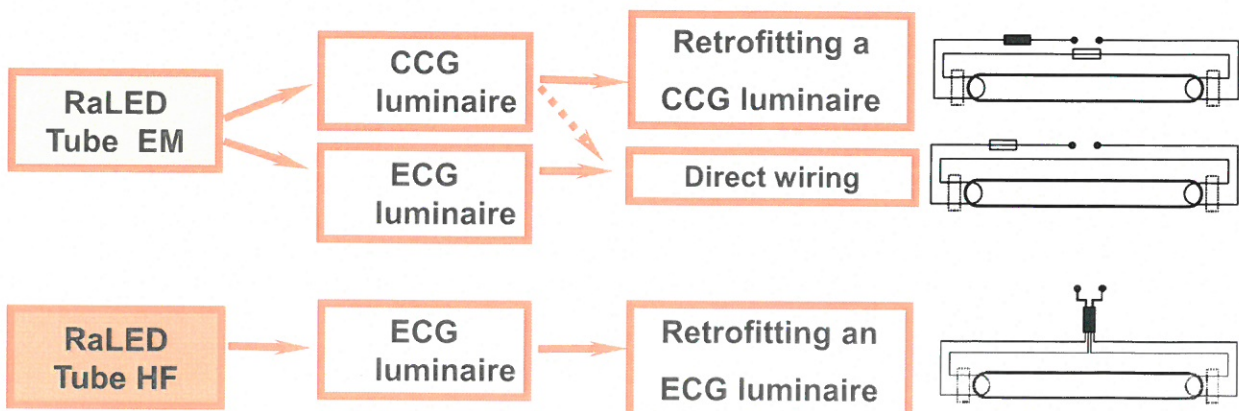 RaLED
Tube EM
CCG
luminaire
ECG
luminaire
Retrofitting a
CCG luminaire
Direct wiring
RaLED
Tube HF
ECG
luminaire
Retrofitting an
ECG luminaire